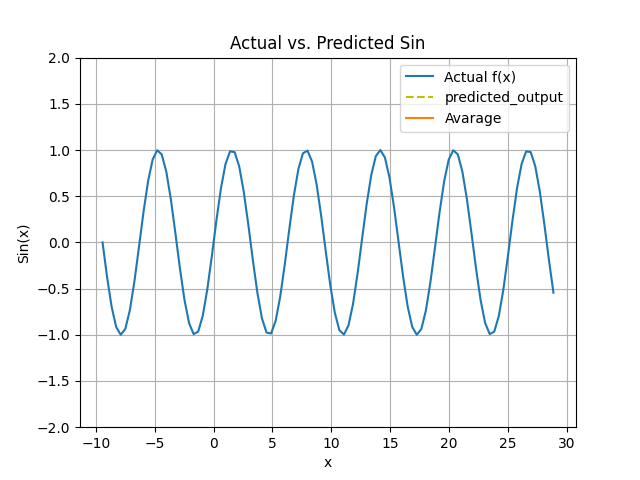 Actual vs. Predicted Sin
2.0
1.5
1.0
0.5
0.0
−0.5
−1.0
−1.5
−2.0
Sin(x)
Actual f(x)
predicted_output
Avarage
−10 −5 0 5 10 15 20 25 30
x